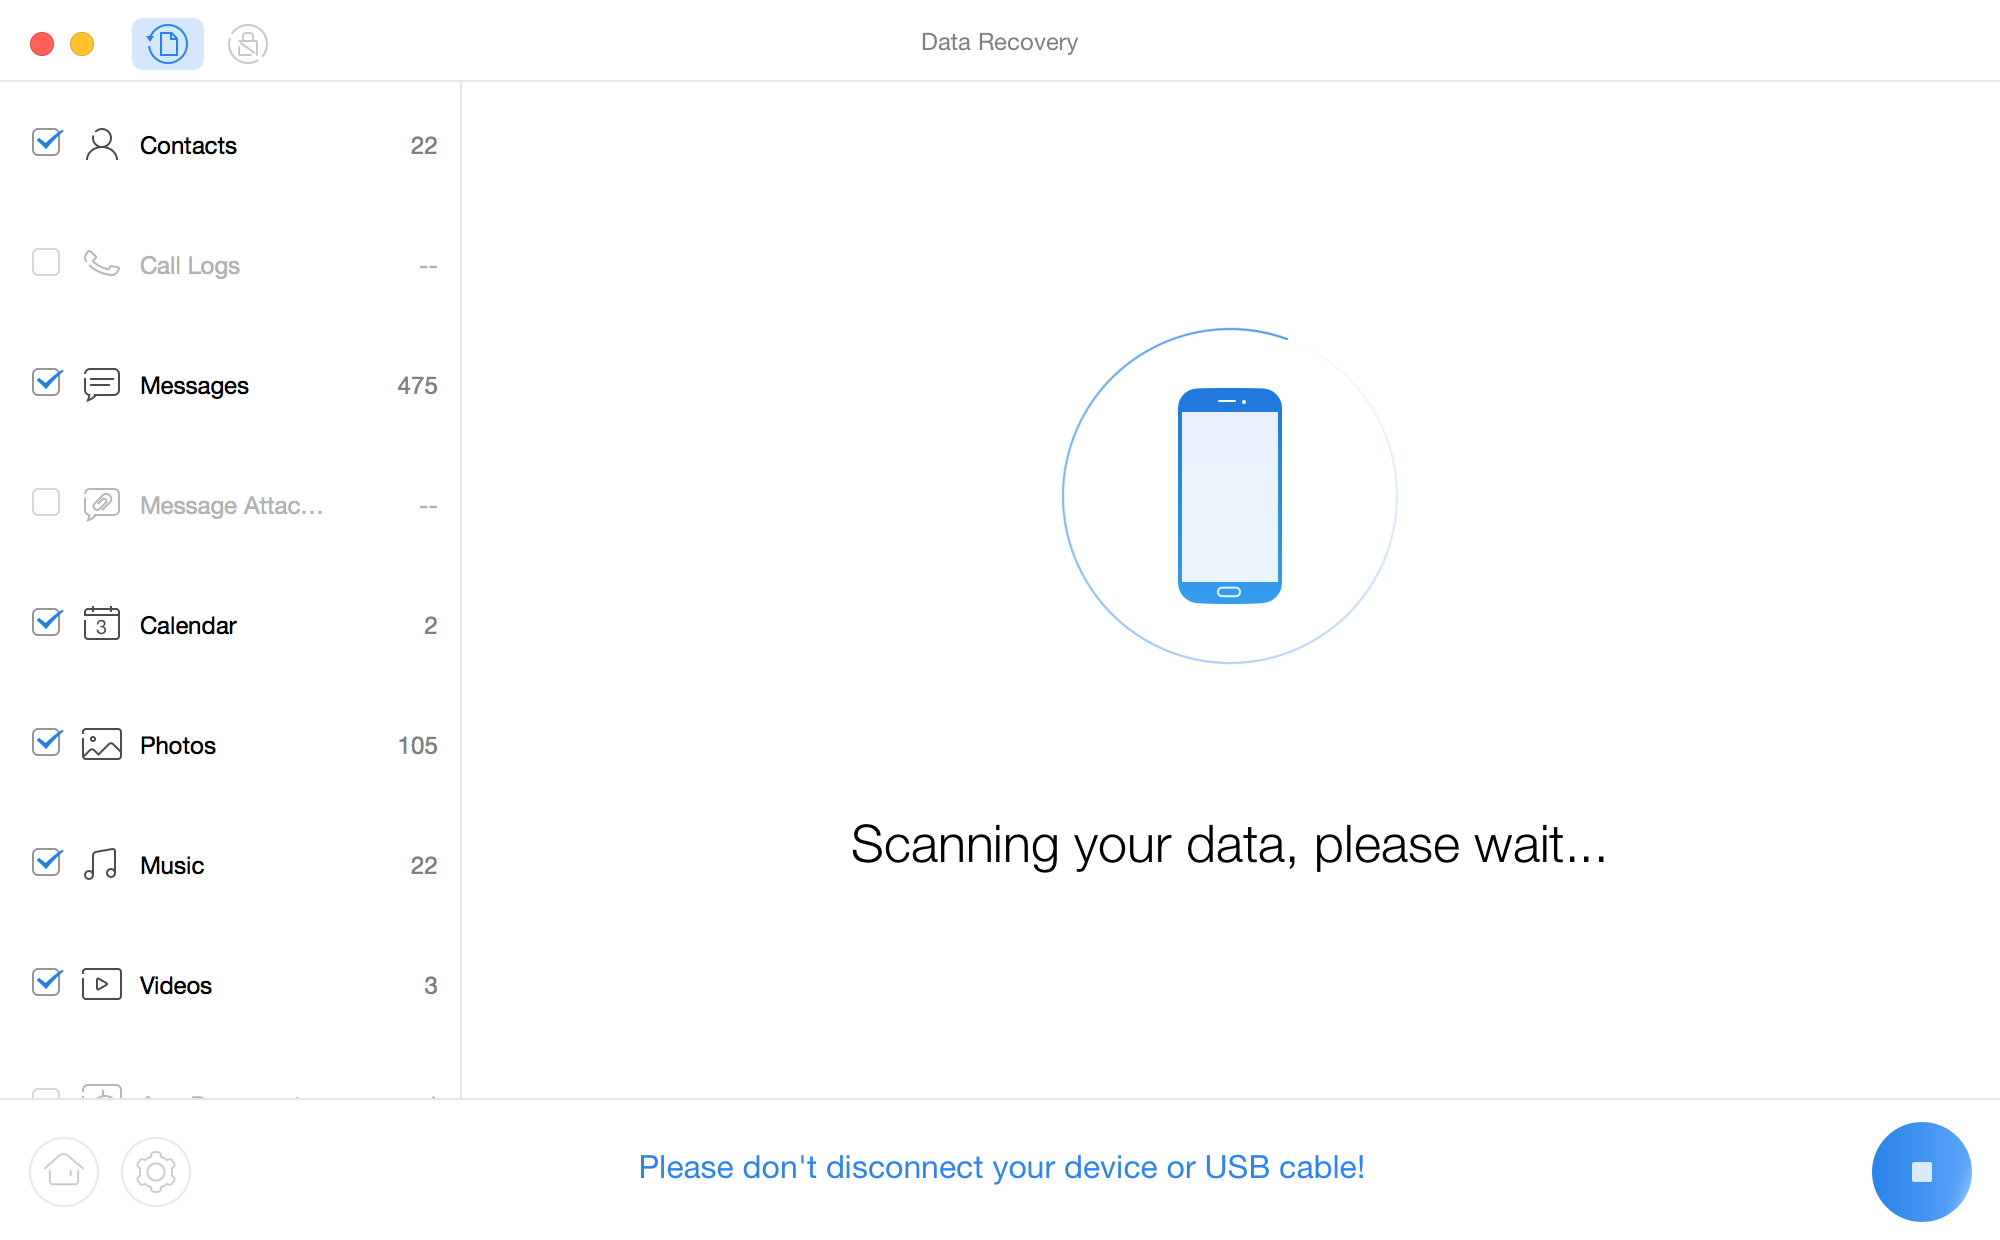 Data Recovery
Contacts 22
Call Logs --
Messages 475
Message Attac... --
3 Calendar 2
Photos 105
Music 22
Videos 3
Scanning your data, please wait...
Please don't disconnect your device or USB cable!